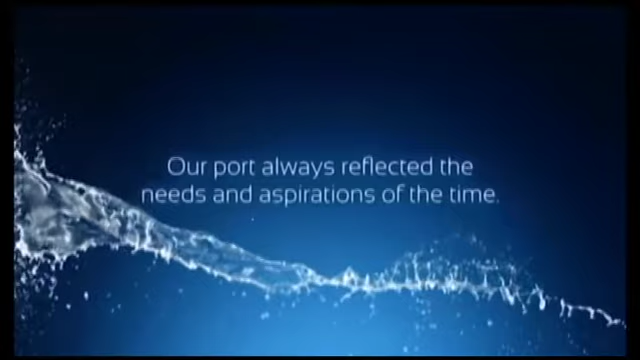 Our port always reflected the
needs and aspirations of the time.